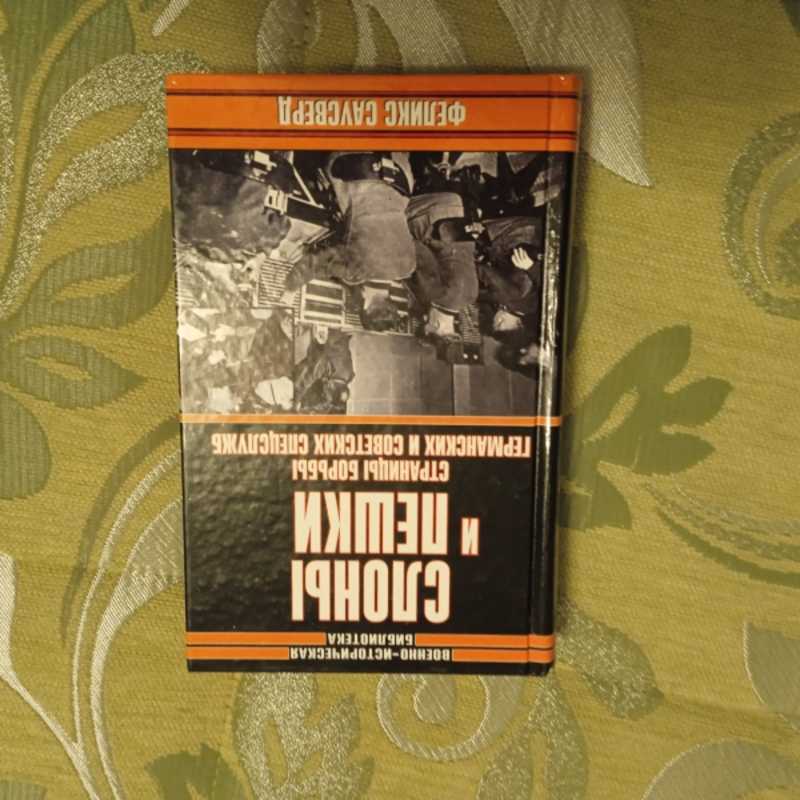 ВОЕННО-ИСТОРИЧЕСКАЯ
БИБЛИОТЕКА
СЛОНЫ
И ПЕШКИ
СТРАНИЦЫ БОРЬБЫ
ГЕРМАНСКИХ И СОВЕТСКИХ СПЕЦСЛУЖБ
ФЕЛИКС САУСВЕРД